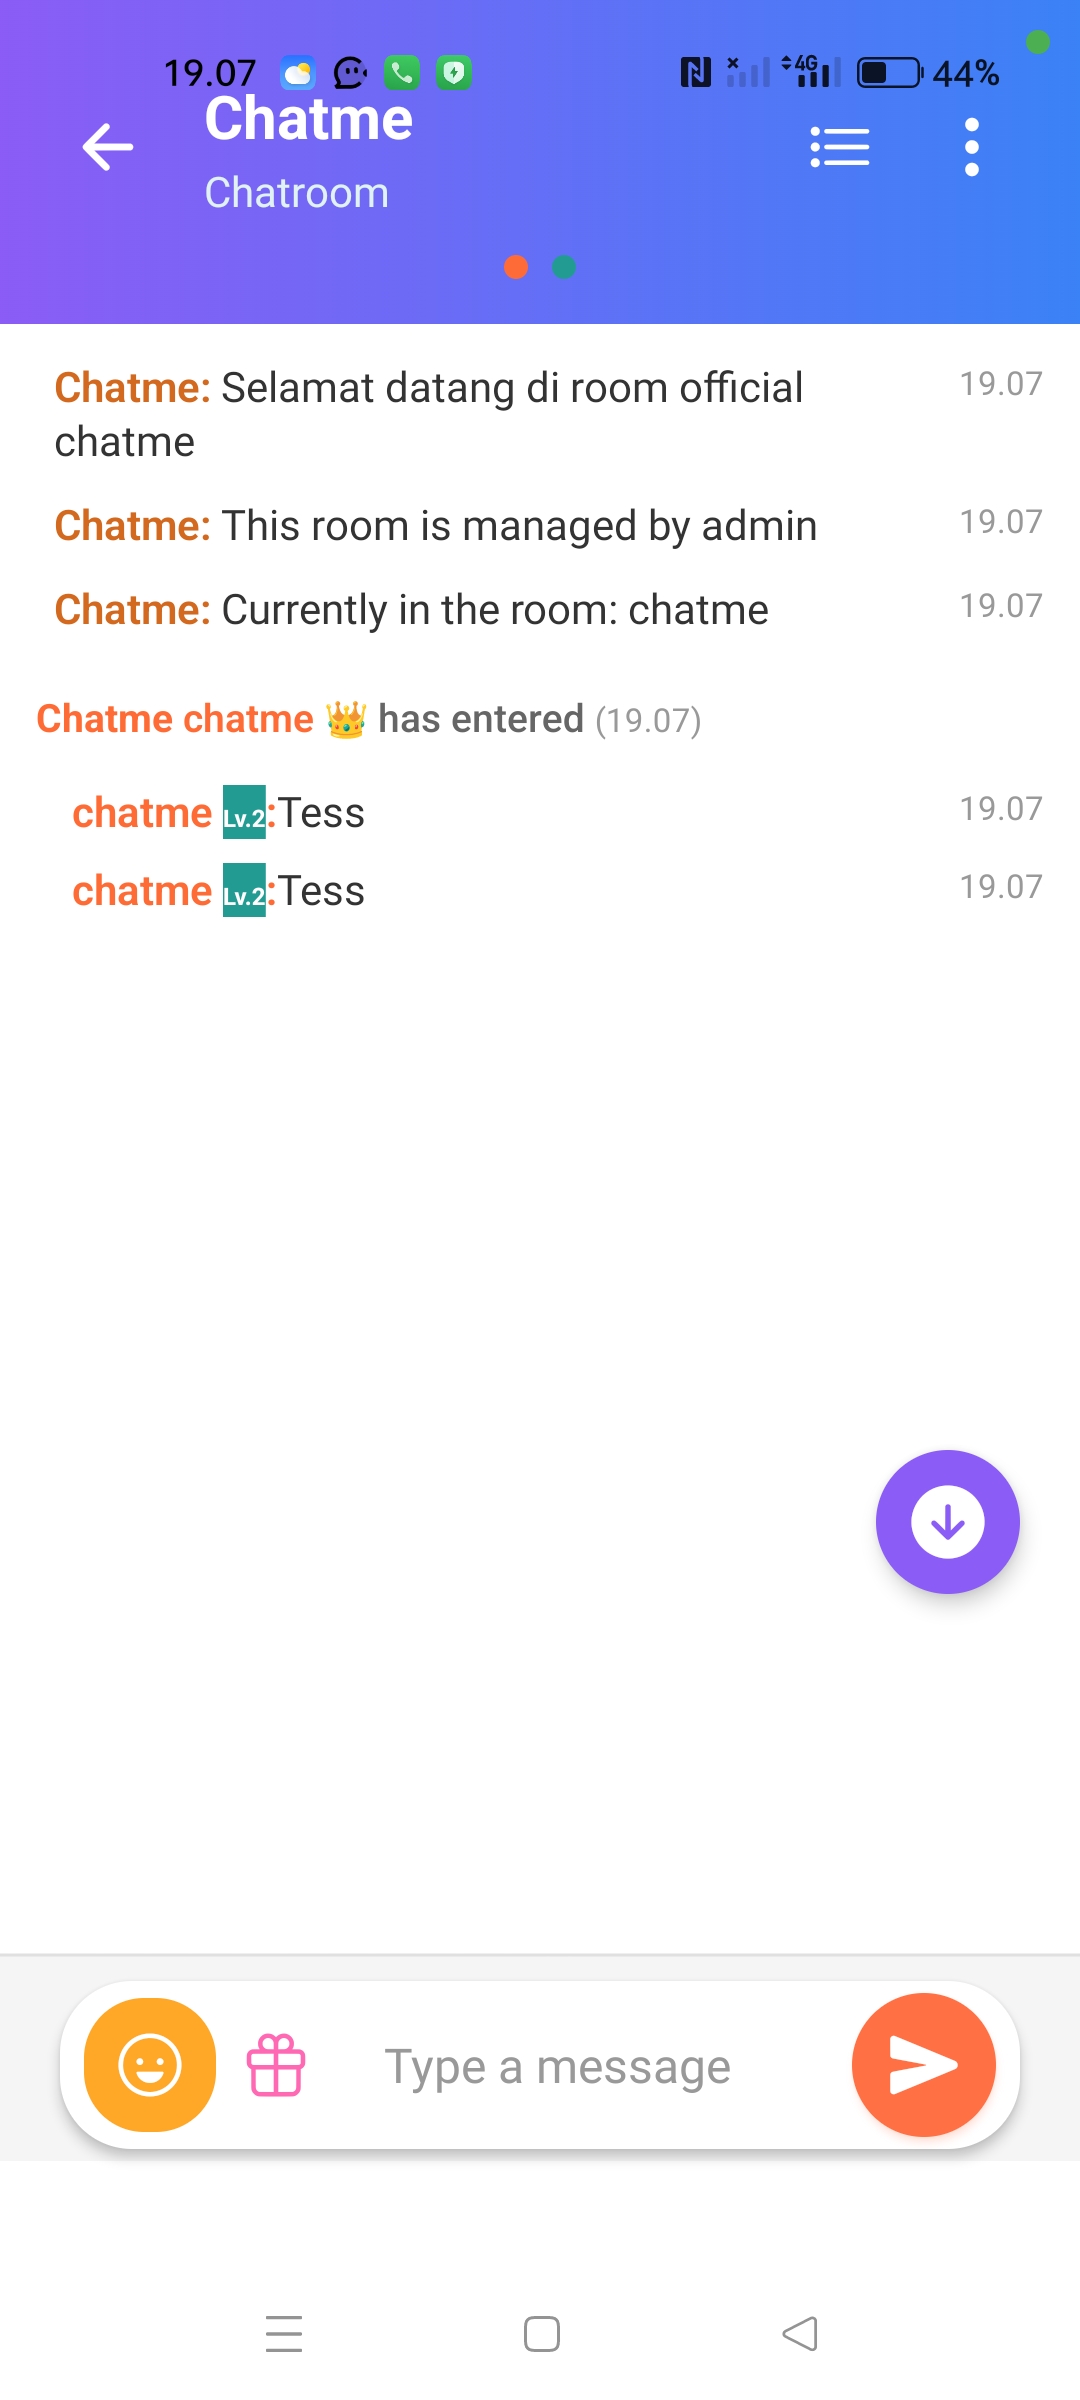 19.07 4G 44%
Chatme
Chatroom
Chatme: Selamat datang di room official 19.07
chatme
Chatme: This room is managed by admin 19.07
Chatme: Currently in the room: chatme 19.07
Chatme chatme 👑 has entered (19.07)
chatme Lv.2:Tess 19.07
chatme Lv.2:Tess 19.07
Type a message